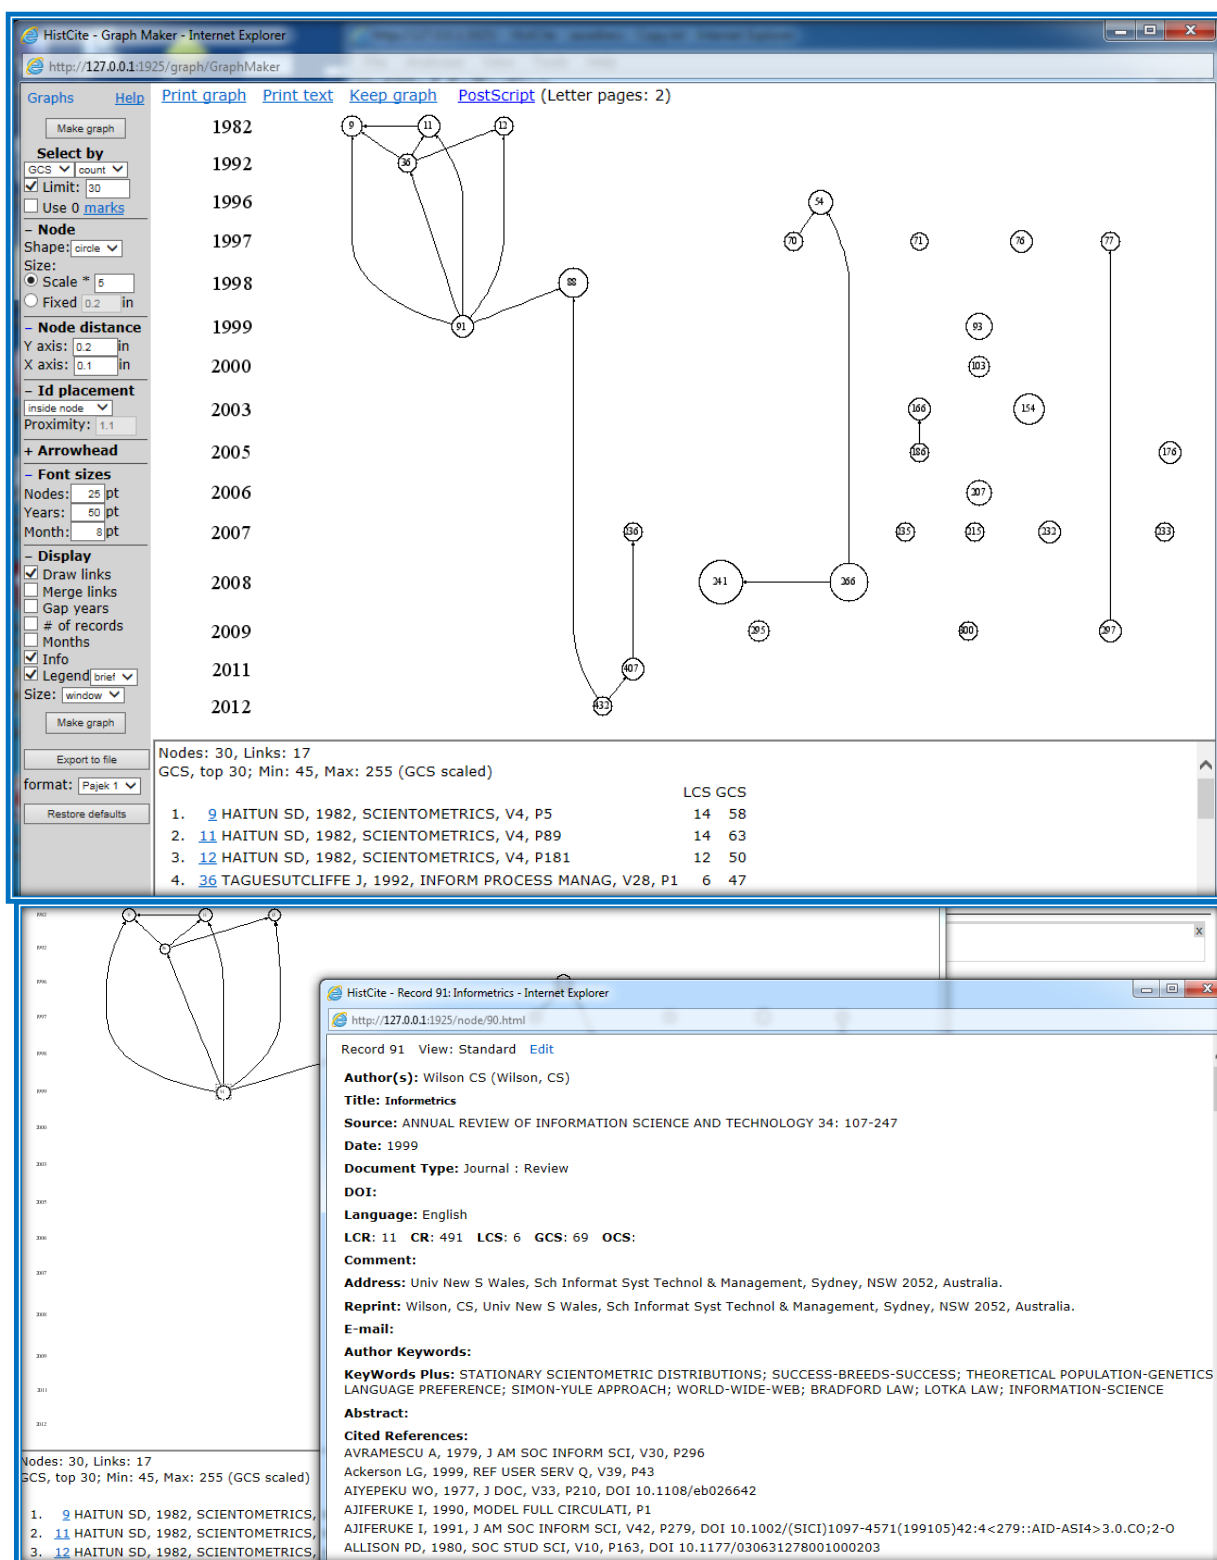 HistCite - Graph Maker - Internet Explorer
http://127.0.0.1:1925/graph/GraphMaker
Graphs Help
Print graph Print text Keep graph PostScript (Letter pages: 2)
Make graph
Select by
GCS count
Limit: 30
Use 0 marks
– Node
Shape: circle
Size:
Scale * 5
Fixed 0.2 in
– Node distance
Y axis: 0.2 in
X axis: 0.1 in
– Id placement
inside node
Proximity: 1.1
+ Arrowhead
– Font sizes
Nodes: 25 pt
Years: 50 pt
Month: 8 pt
– Display
Draw links
Merge links
Gap years
# of records
Months
Info
Legend brief
Size: window
Make graph
Export to file
format: Pajek 1
Restore defaults
1982 9 11 12
1992 36
1996 54
1997 70 71 76 77
1998 88
1999 91 93
2000 103
2003 166 154
2005 186 176
2006 207
2007 236 235 215 232 233
2008 241 266
2009 295 300 297
2011 407
2012 432
Nodes: 30, Links: 17
GCS, top 30; Min: 45, Max: 255 (GCS scaled)
LCS GCS
1. 9 HAITUN SD, 1982, SCIENTOMETRICS, V4, P5 14 58
2. 11 HAITUN SD, 1982, SCIENTOMETRICS, V4, P89 14 63
3. 12 HAITUN SD, 1982, SCIENTOMETRICS, V4, P181 12 50
4. 36 TAGUESUTCLIFFE J, 1992, INFORM PROCESS MANAG, V28, P1 6 47
1982
1992
1996
1997
1998
1999
2000
2003
2005
2006
2007
2008
2009
2011
2012
Nodes: 30, Links: 17
GCS, top 30; Min: 45, Max: 255 (GCS scaled)
1. 9 HAITUN SD, 1982, SCIENTOMETRICS,
2. 11 HAITUN SD, 1982, SCIENTOMETRICS,
3. 12 HAITUN SD, 1982, SCIENTOMETRICS,
HistCite - Record 91: Informetrics - Internet Explorer
http://127.0.0.1:1925/node/90.html
Record 91 View: Standard Edit
Author(s): Wilson CS (Wilson, CS)
Title: Informetrics
Source: ANNUAL REVIEW OF INFORMATION SCIENCE AND TECHNOLOGY 34: 107-247
Date: 1999
Document Type: Journal : Review
DOI:
Language: English
LCR: 11 CR: 491 LCS: 6 GCS: 69 OCS:
Comment:
Address: Univ New S Wales, Sch Informat Syst Technol & Management, Sydney, NSW 2052, Australia.
Reprint: Wilson, CS, Univ New S Wales, Sch Informat Syst Technol & Management, Sydney, NSW 2052, Australia.
E-mail:
Author Keywords:
KeyWords Plus: STATIONARY SCIENTOMETRIC DISTRIBUTIONS; SUCCESS-BREEDS-SUCCESS; THEORETICAL POPULATION-GENETICS
LANGUAGE PREFERENCE; SIMON-YULE APPROACH; WORLD-WIDE-WEB; BRADFORD LAW; LOTKA LAW; INFORMATION-SCIENCE
Abstract:
Cited References:
AVRAMESCU A, 1979, J AM SOC INFORM SCI, V30, P296
Ackerson LG, 1999, REF USER SERV Q, V39, P43
AIYEPEKU WO, 1977, J DOC, V33, P210, DOI 10.1108/eb026642
AJIFERUKE I, 1990, MODEL FULL CIRCULATI, P1
AJIFERUKE I, 1991, J AM SOC INFORM SCI, V42, P279, DOI 10.1002/(SICI)1097-4571(199105)42:4<279::AID-ASI4>3.0.CO;2-O
ALLISON PD, 1980, SOC STUD SCI, V10, P163, DOI 10.1177/030631278001000203